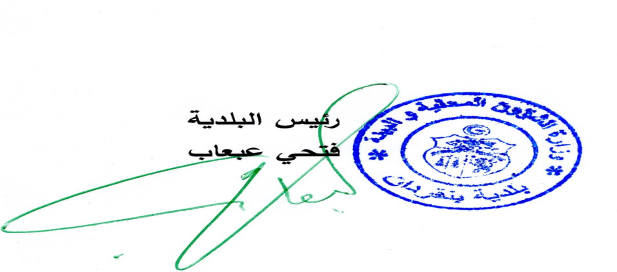 رئيس البلدية
فتحي عبعاب
وزارة الشؤون المحلية و البيئة
بلدية بنقردان